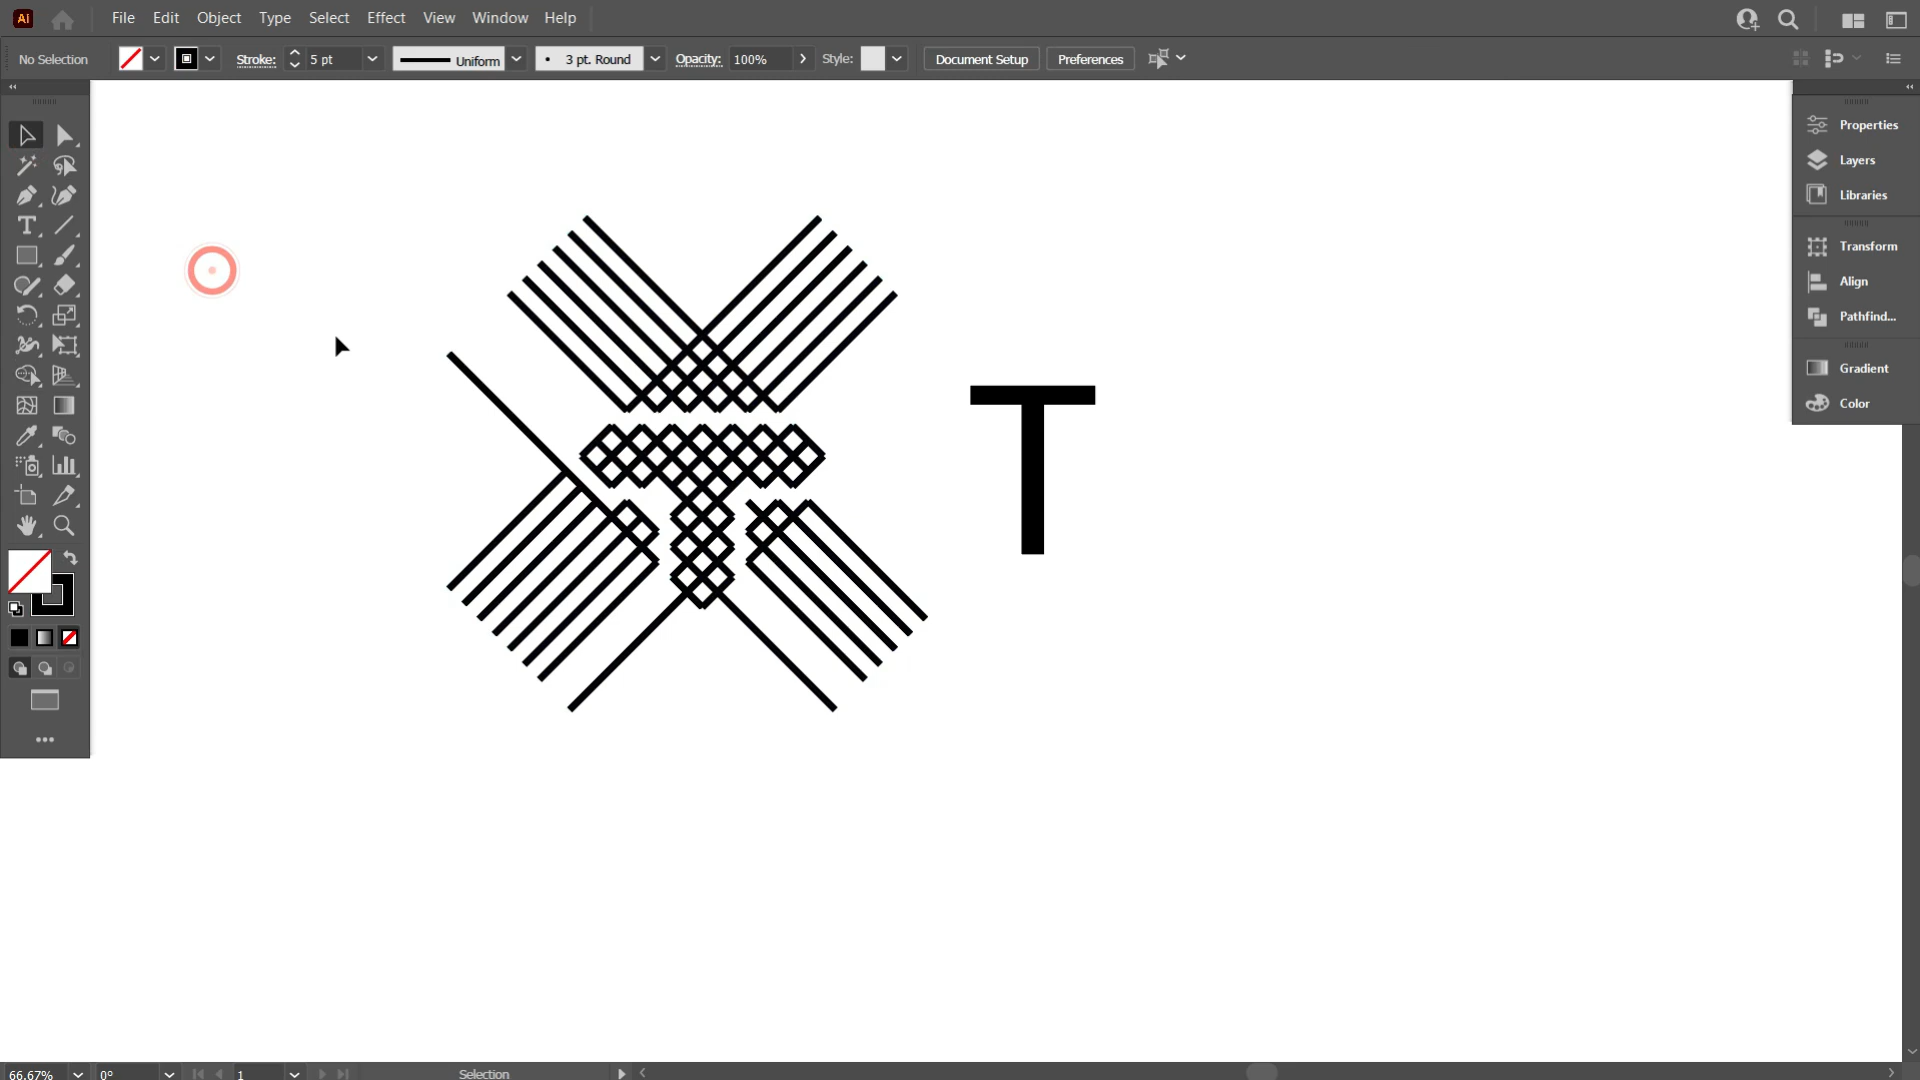 Ai File Edit Object Type Select Effect View Window Help
No Selection Stroke: 5 pt Uniform 3 pt. Round Opacity: 100% Style: Document Setup Preferences
Properties
Layers
Libraries
Transform
Align
Pathfind...
Gradient
Color
T
66.67% 0° 1 Selection